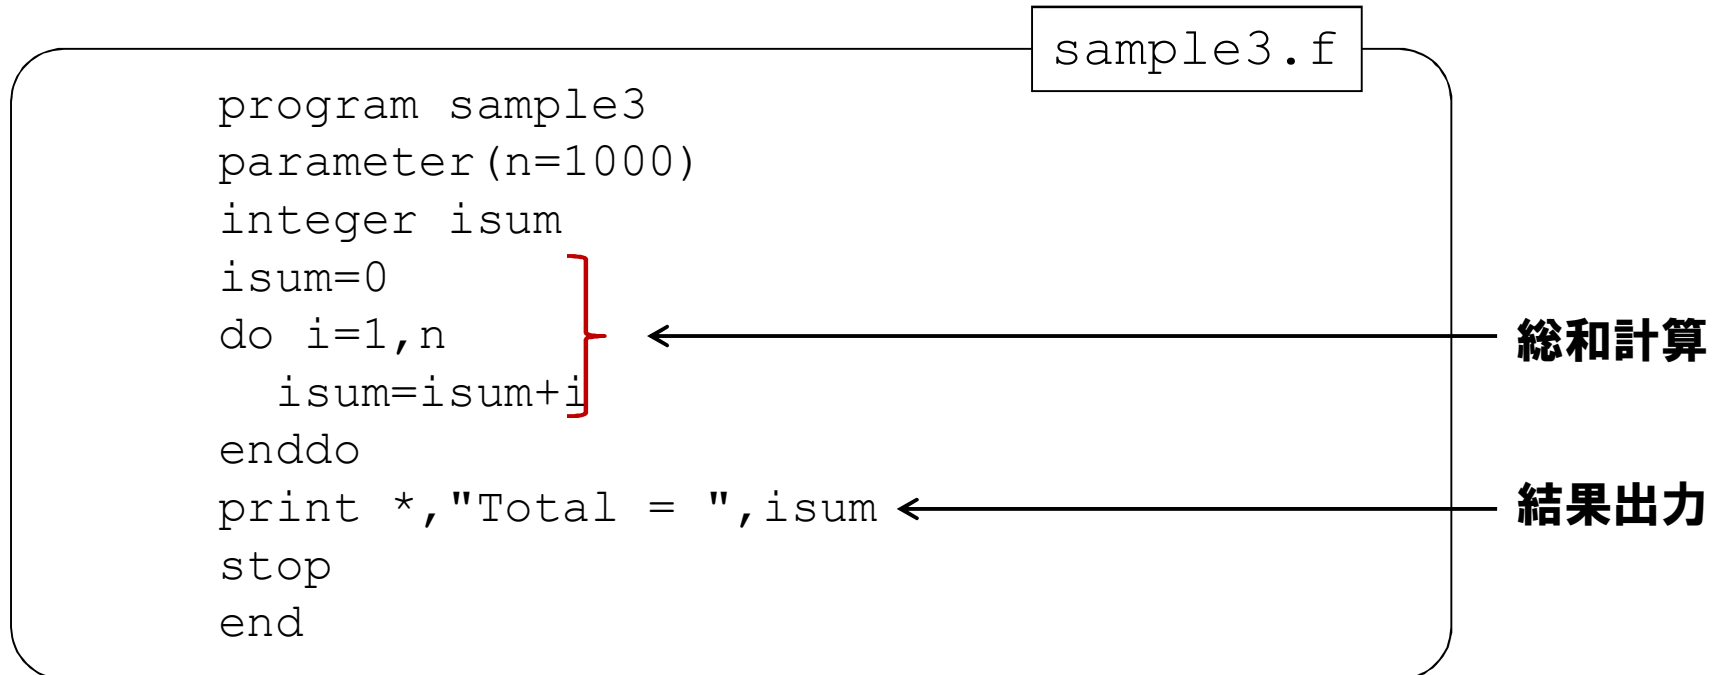 sample3.f
program sample3
parameter(n=1000)
integer isum
isum=0
do i=1,n
  isum=isum+i
enddo
print *,"Total = ",isum
stop
end
総和計算
結果出力